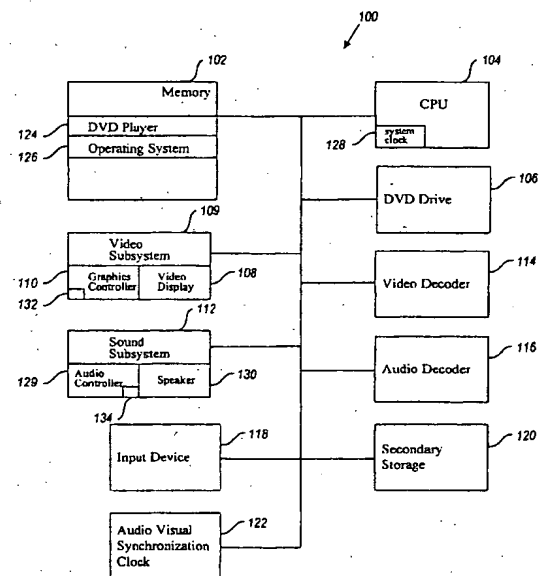 100
102
Memory
124
DVD Player
126
Operating System
104
CPU
128
system
clock
106
DVD Drive
109
Video
Subsystem
110
Graphics
Controller
132
Video
Display
108
114
Video Decoder
112
Sound
Subsystem
129
Audio
Controller
134
Speaker
130
116
Audio Decoder
118
Input Device
120
Secondary
Storage
122
Audio Visual
Synchronization
Clock